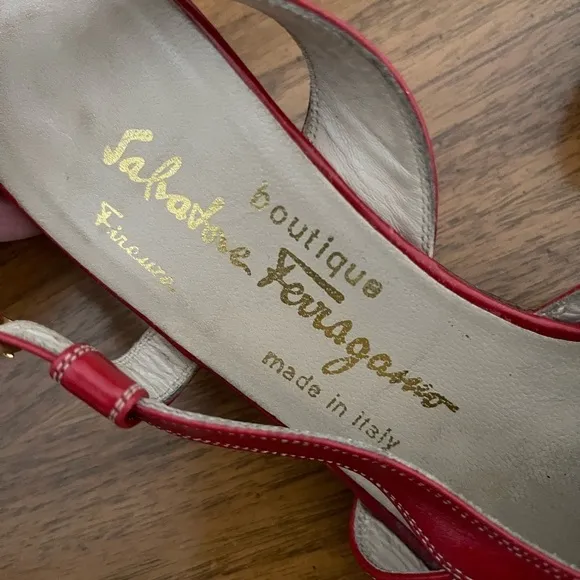 boutique
Salvatore Ferragamo
Firenze
made in italy